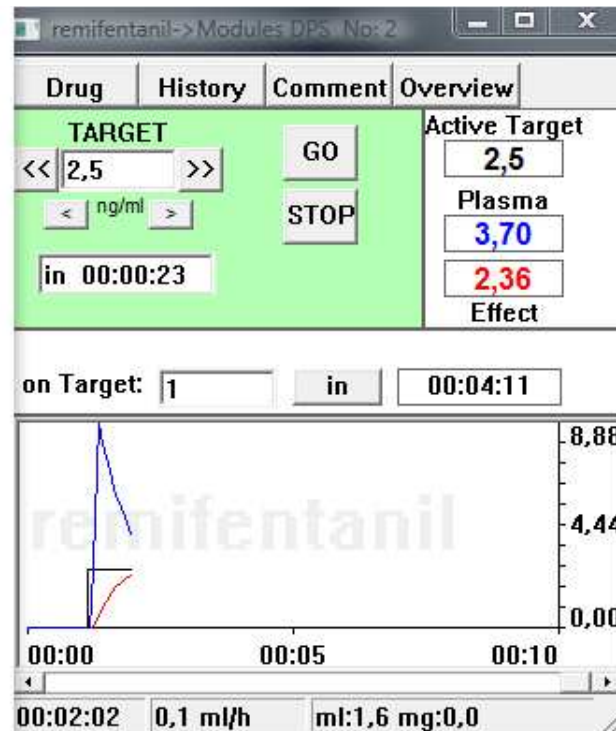 remifentanil->Modules DPS No: 2
Drug History Comment Overview
TARGET
<< 2,5 >>
< ng/ml >
GO
STOP
in 00:00:23
Active Target
2,5
Plasma
3,70
2,36
Effect
on Target: 1 in 00:04:11
remifentanil
8,88
4,44
0,00
00:00 00:05 00:10
00:02:02 0,1 ml/h ml:1,6 mg:0,0